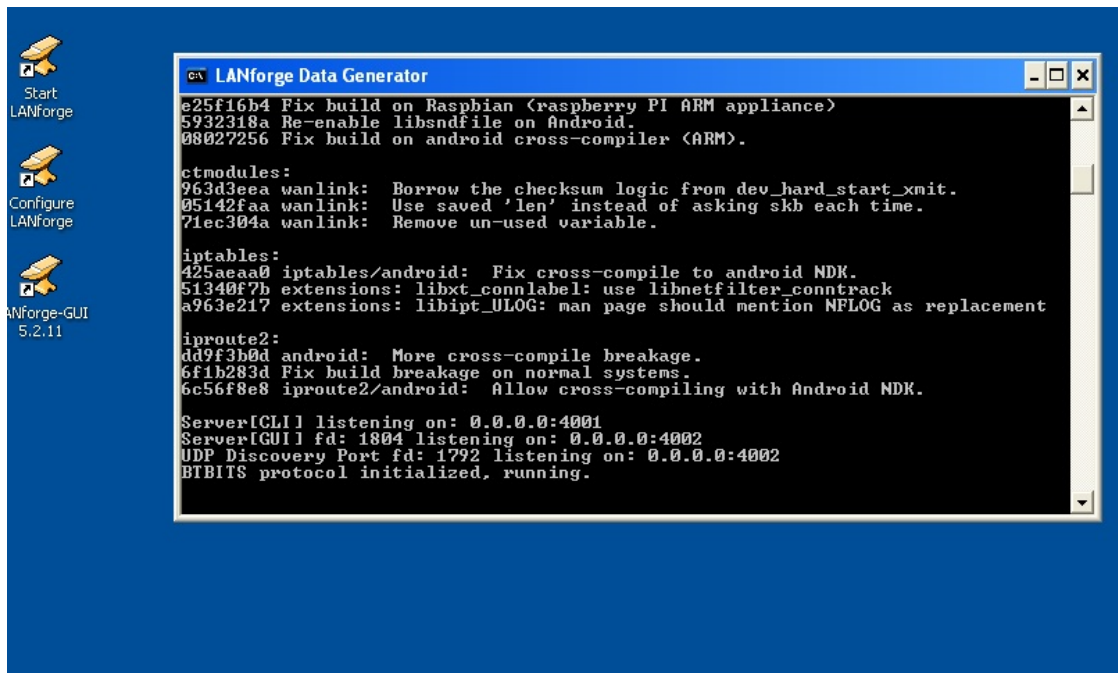 Start
LANforge
Configure
LANforge
ANforge-GUI
5.2.11
LANforge Data Generator
e25f16b4 Fix build on Raspbian (raspberry PI ARM appliance)
5932318a Re-enable libsndfile on Android.
08027256 Fix build on android cross-compiler (ARM).
ctmodules:
963d3eea wanlink:  Borrow the checksum logic from dev_hard_start_xmit.
05142faa wanlink:  Use saved 'len' instead of asking skb each time.
71ec304a wanlink:  Remove un-used variable.
iptables:
425aeaa0 iptables/android:  Fix cross-compile to android NDK.
51340f7b extensions: libxt_connlabel: use libnetfilter_conntrack
a963e217 extensions: libipt_ULOG: man page should mention NFLOG as replacement
iproute2:
dd9f3b0d android:  More cross-compile breakage.
6f1b283d Fix build breakage on normal systems.
6c56f8e8 iproute2/android:  Allow cross-compiling with Android NDK.
Server[CLI] listening on: 0.0.0.0:4001
Server[GUI] fd: 1804 listening on: 0.0.0.0:4002
UDP Discovery Port fd: 1792 listening on: 0.0.0.0:4002
BTBITS protocol initialized, running.